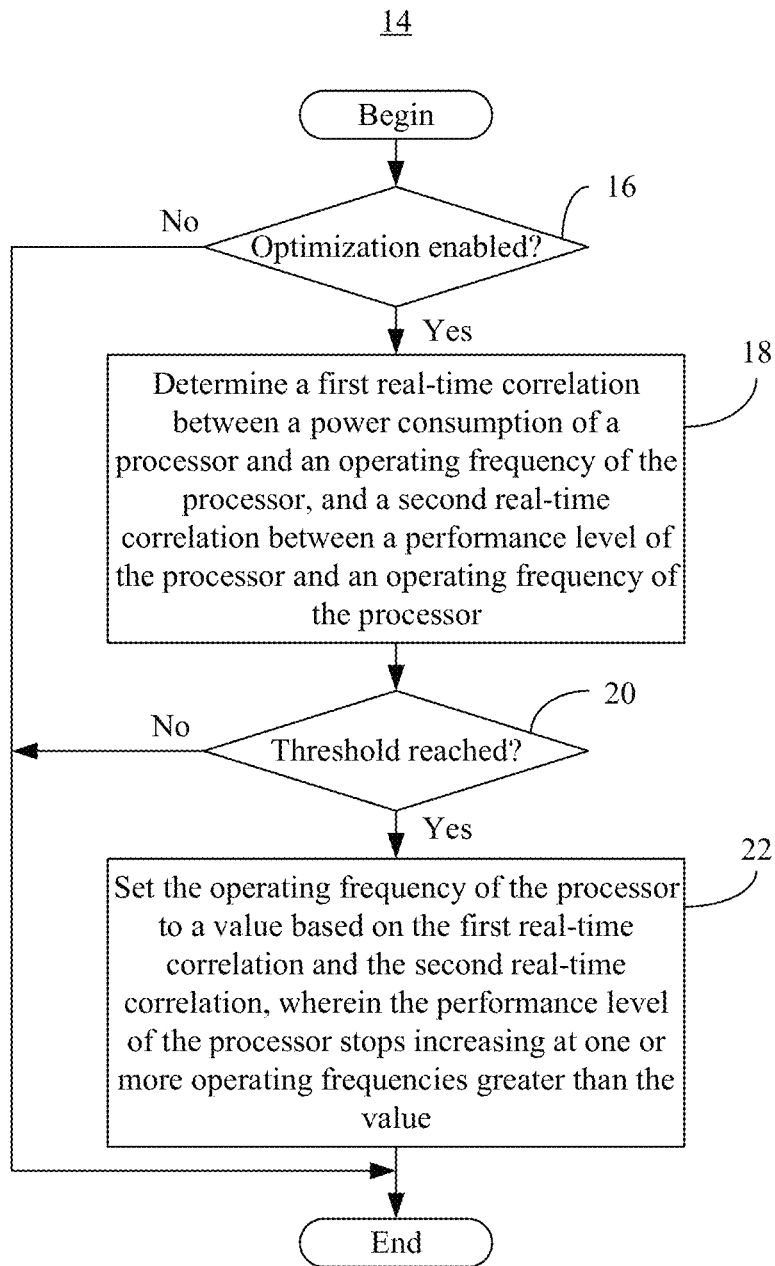 14
Begin
16
No
Optimization enabled?
Yes
18
Determine a first real-time correlation
between a power consumption of a
processor and an operating frequency of the
processor, and a second real-time
correlation between a performance level of
the processor and an operating frequency of
the processor
20
No
Threshold reached?
Yes
22
Set the operating frequency of the processor
to a value based on the first real-time
correlation and the second real-time
correlation, wherein the performance level
of the processor stops increasing at one or
more operating frequencies greater than the
value
End